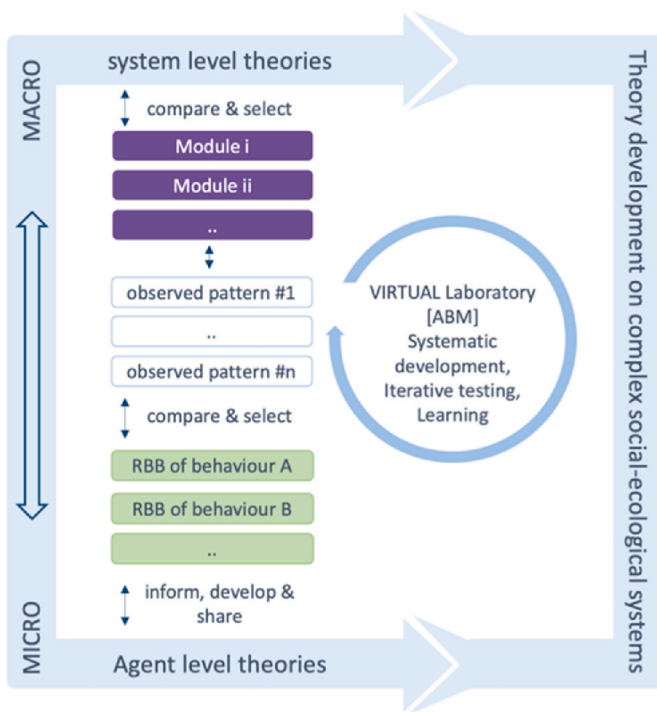 system level theories
MACRO
compare & select
Module i
Module ii
..
observed pattern #1
..
observed pattern #n
compare & select
RBB of behaviour A
RBB of behaviour B
..
inform, develop &
share
MICRO
Agent level theories
VIRTUAL Laboratory
[ABM]
Systematic
development,
Iterative testing,
Learning
Theory development on complex social-ecological systems